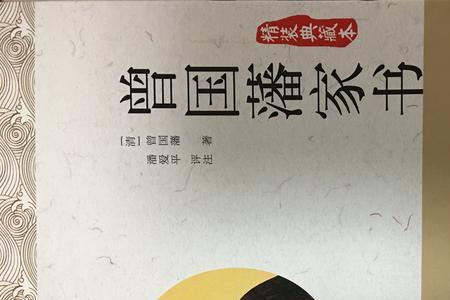 精装典藏本
曾国藩家书
［清］曾国藩 著
潘爱平 评注